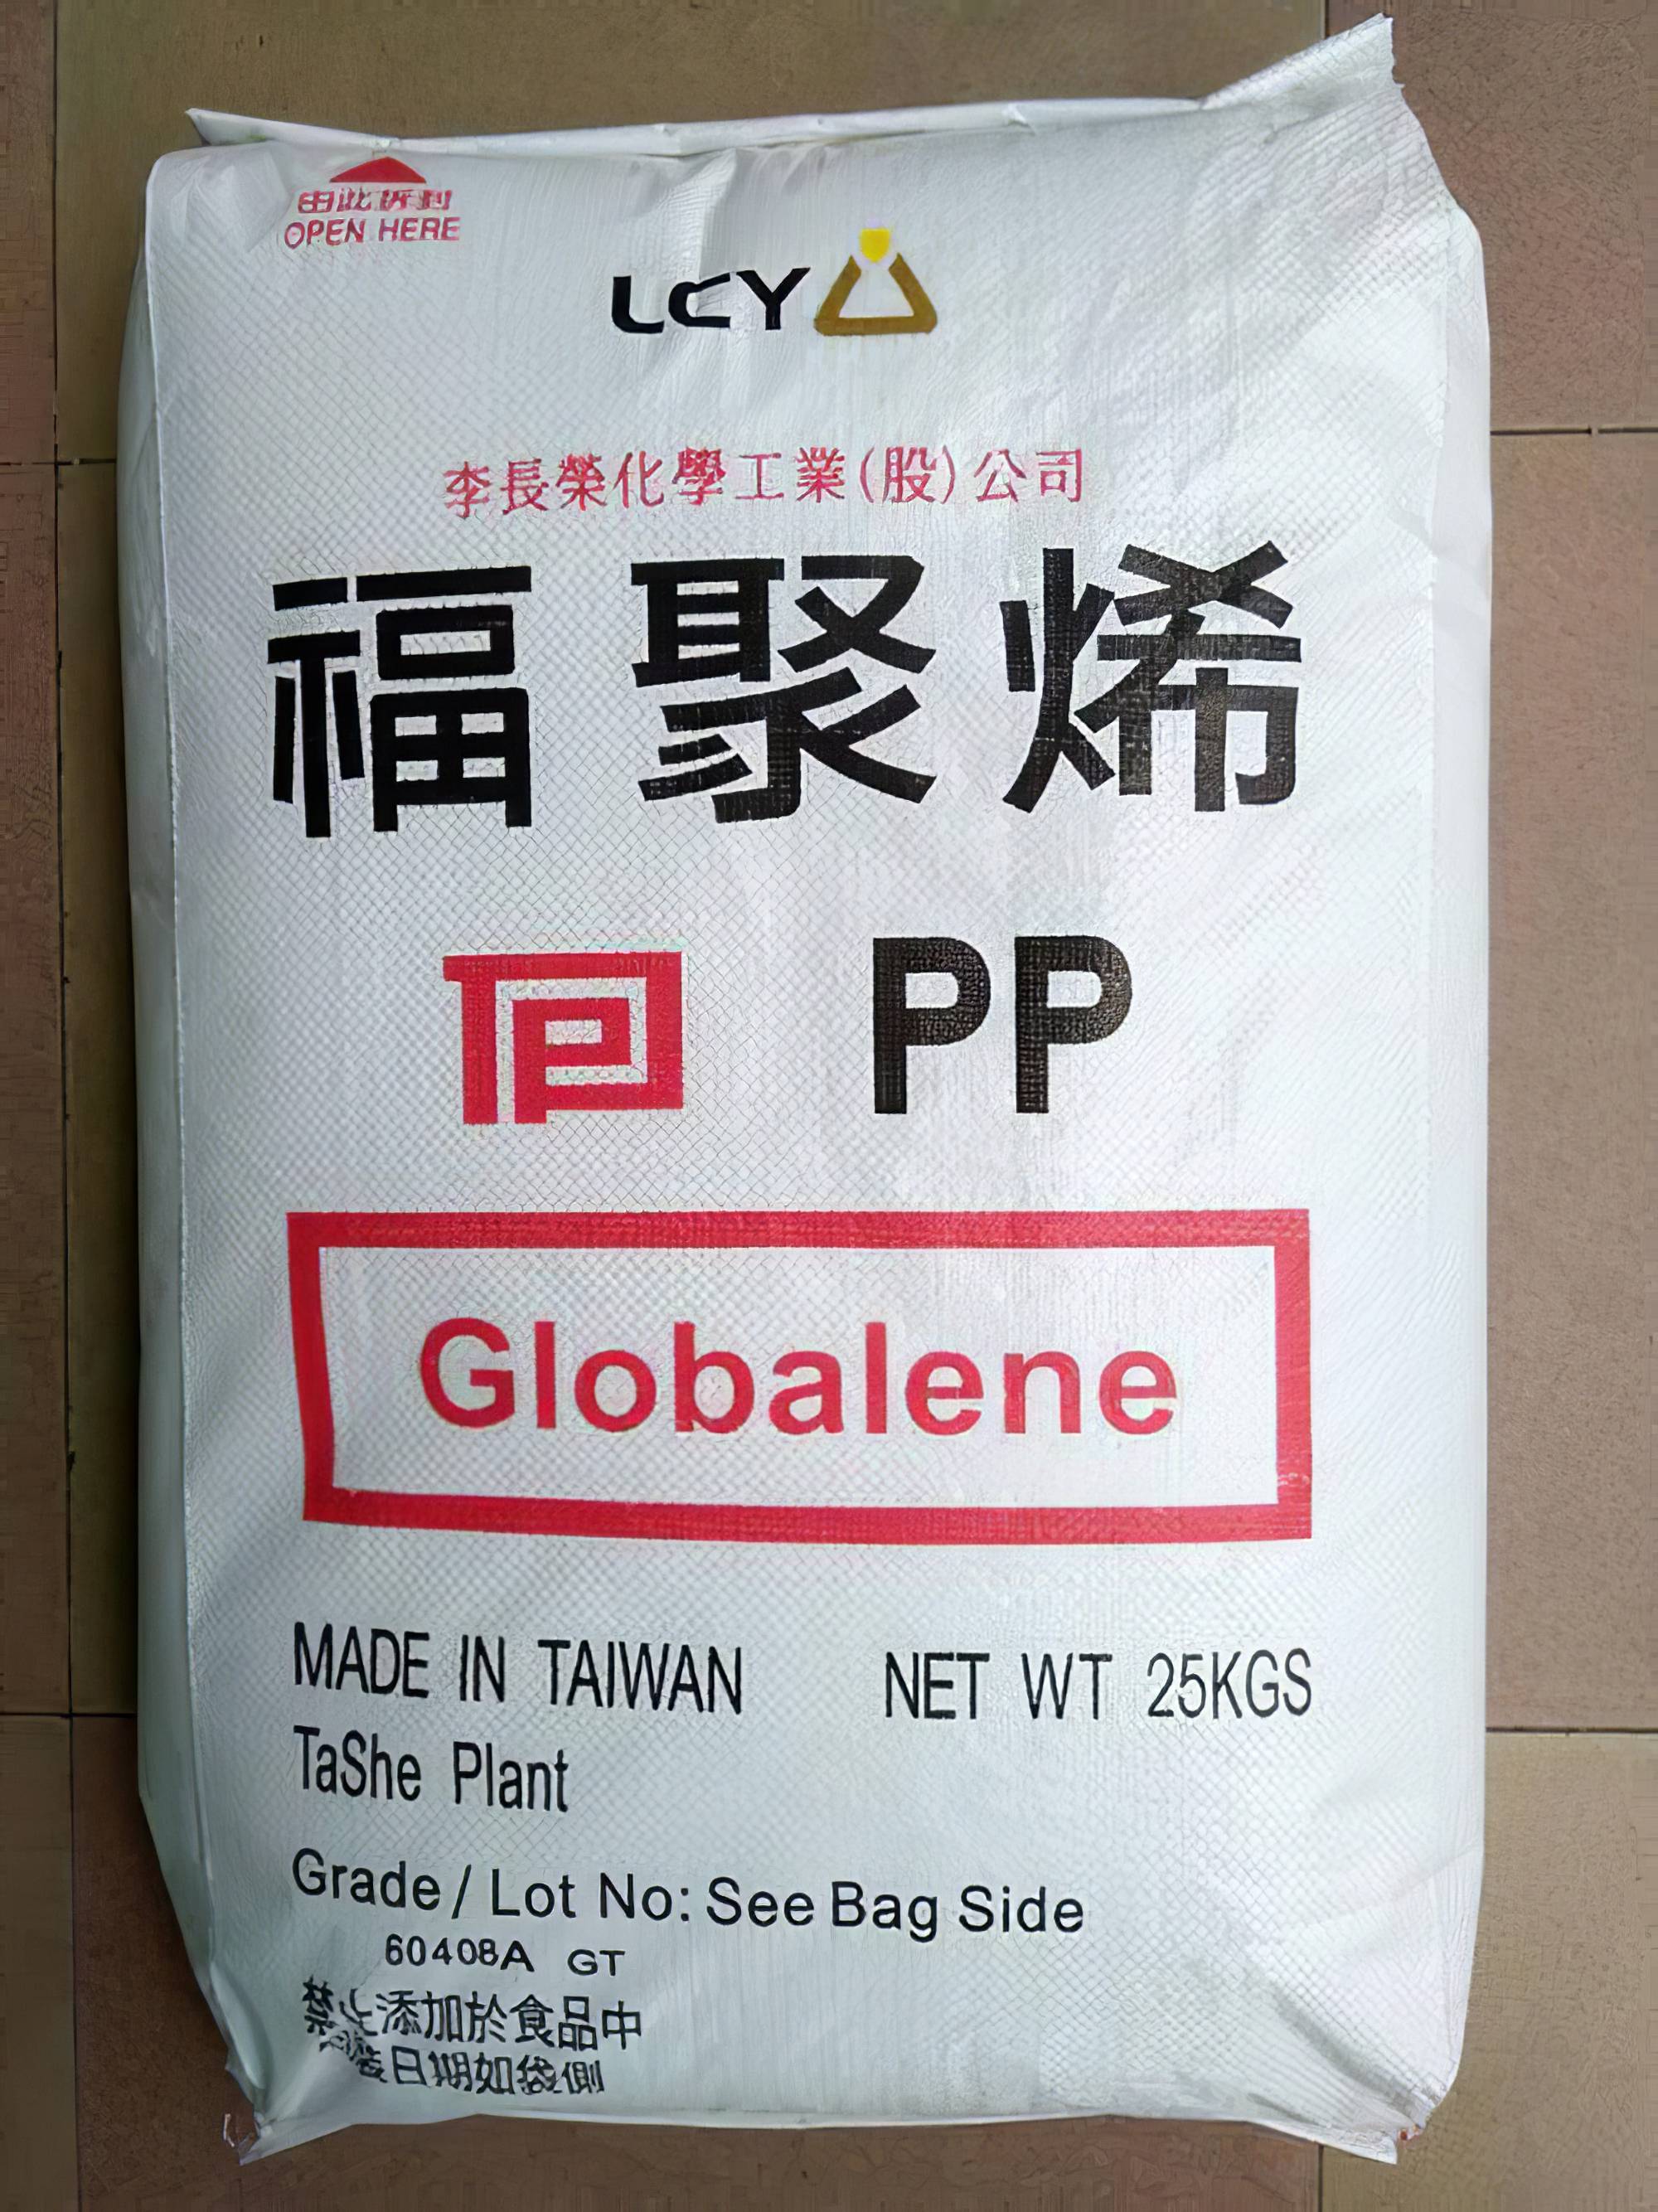 由此拆封
OPEN HERE
LCY
李長榮化學工業(股)公司
福聚烯
PP
Globalene
MADE IN TAIWAN NET WT 25KGS
TaShe Plant
Grade / Lot No: See Bag Side
60408A GT
禁止添加於食品中
日期如袋側